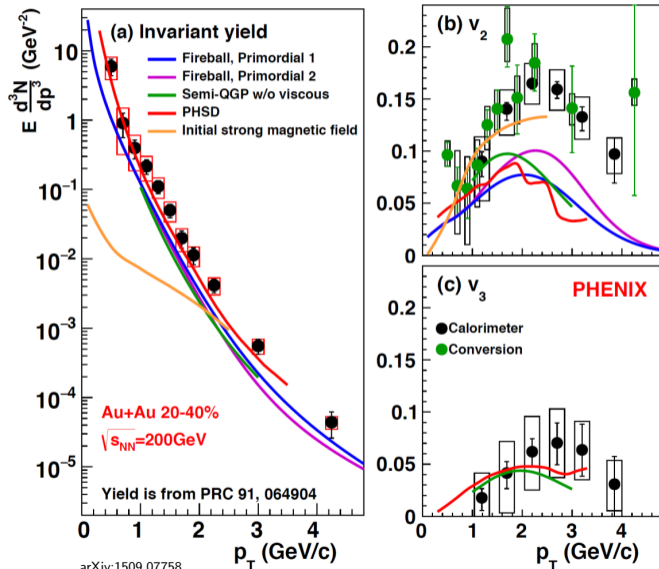 (a) Invariant yield
E d³N/dp³ (GeV⁻²)
Fireball, Primordial 1
Fireball, Primordial 2
Semi-QGP w/o viscous
PHSD
Initial strong magnetic field
10
1
10⁻¹
10⁻²
10⁻³
10⁻⁴
10⁻⁵
Au+Au 20-40%
√sNN=200GeV
Yield is from PRC 91, 064904
0 1 2 3 4
pT (GeV/c)
arXiv:1509.07758
(b) v₂
0.2
0.15
0.1
0.05
0
(c) v₃
PHENIX
Calorimeter
Conversion
0.2
0.15
0.1
0.05
0
0 1 2 3 4 5
pT (GeV/c)